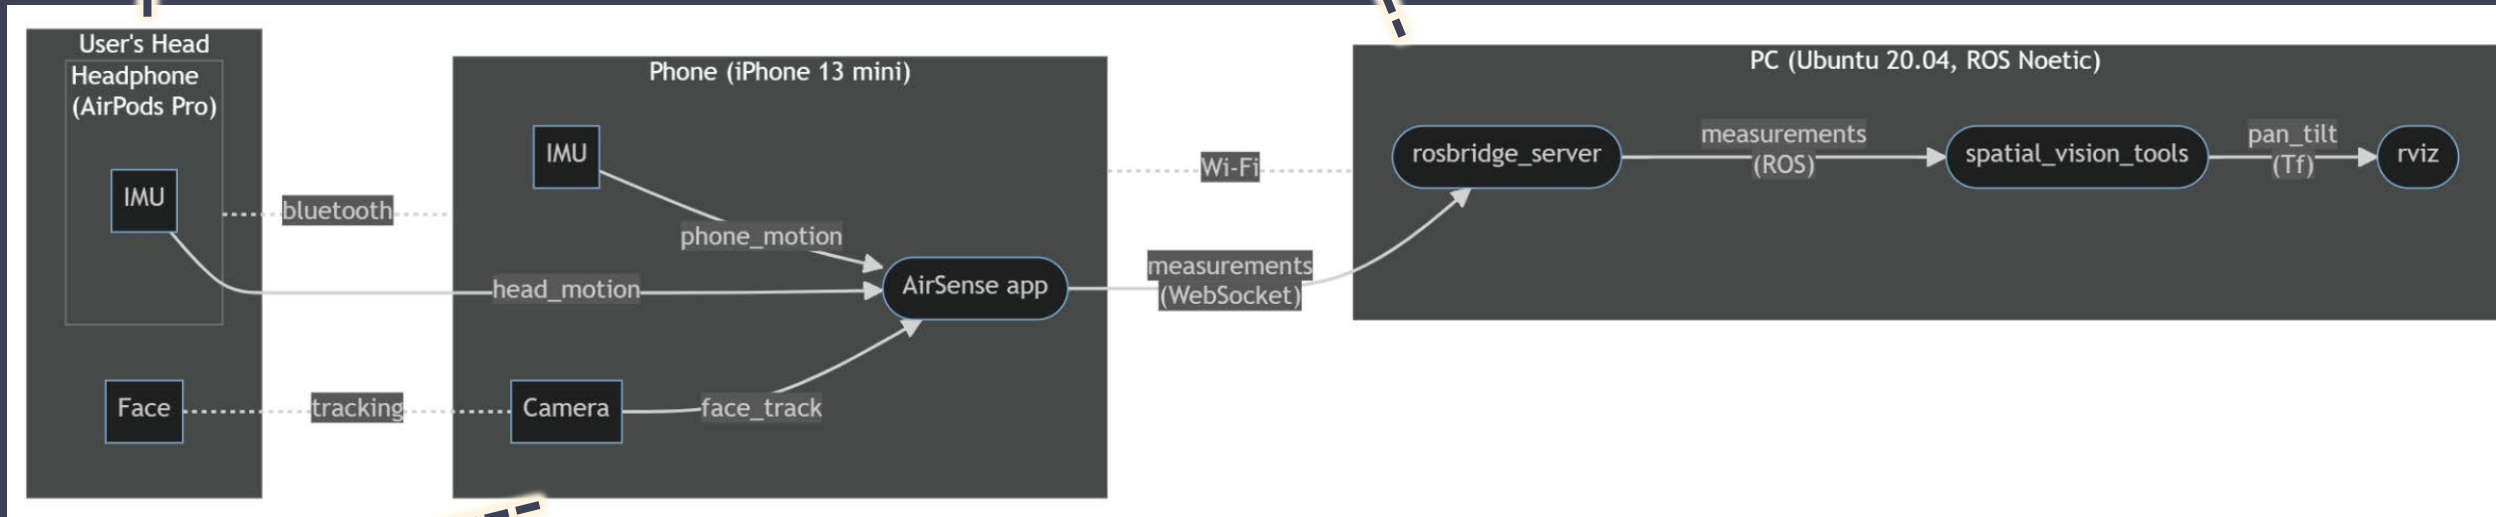 User's Head
Headphone
(AirPods Pro)
IMU
Face
bluetooth
tracking
Phone (iPhone 13 mini)
IMU
phone_motion
head_motion
AirSense app
Camera
face_track
Wi-Fi
measurements
(WebSocket)
PC (Ubuntu 20.04, ROS Noetic)
rosbridge_server
measurements
(ROS)
spatial_vision_tools
pan_tilt
(Tf)
rviz